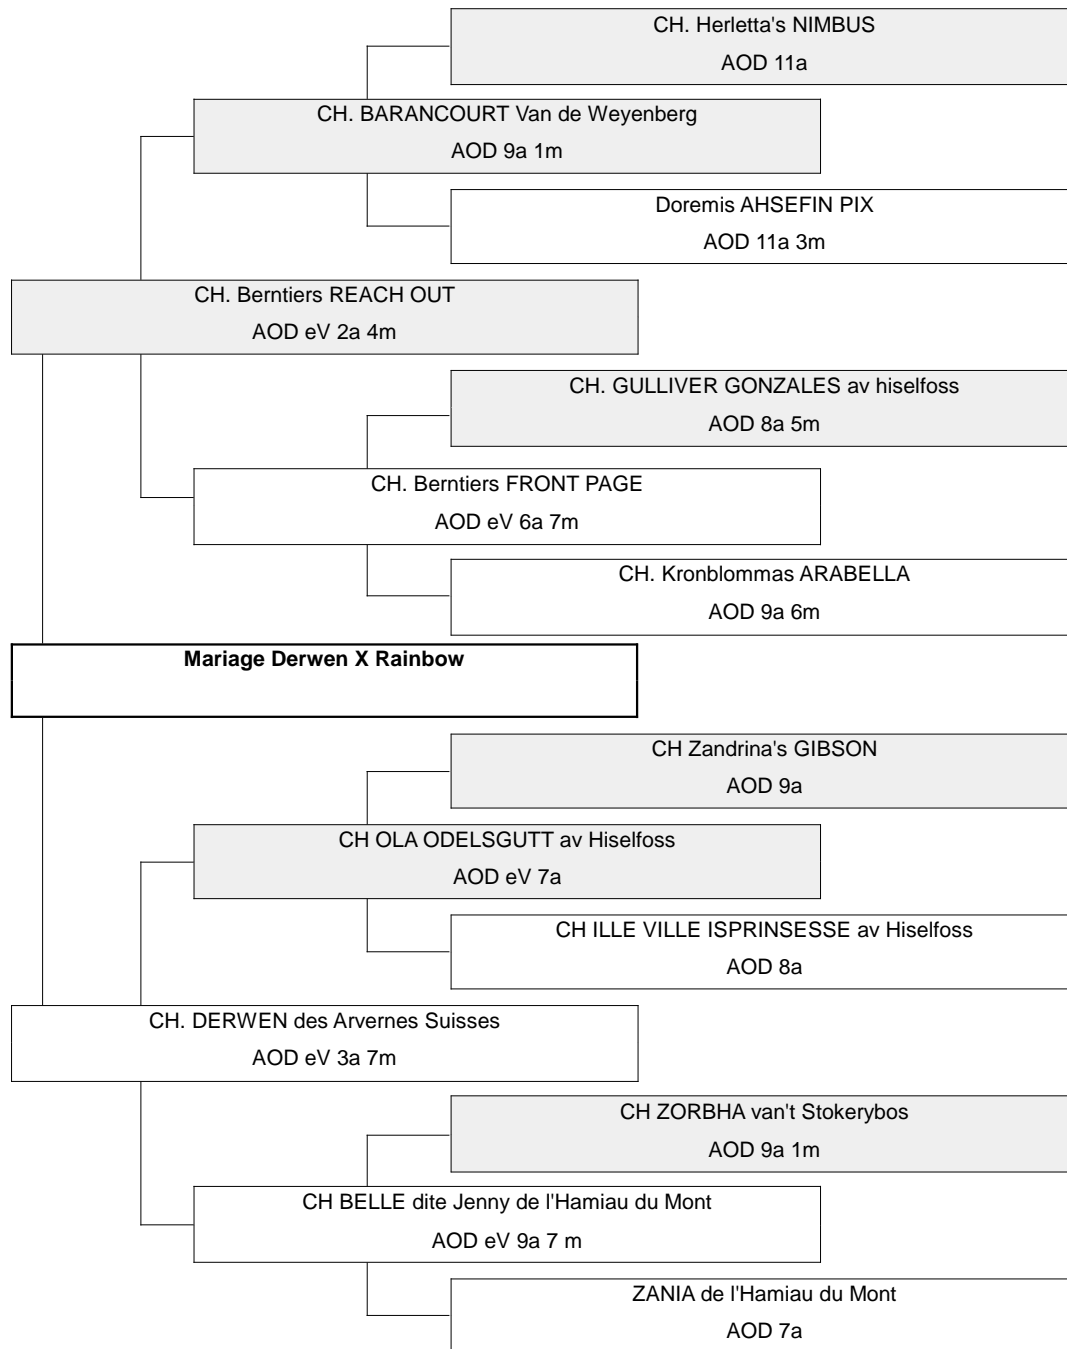 CH. Herletta's NIMBUS
AOD 11a
CH. BARANCOURT Van de Weyenberg
AOD 9a 1m
Doremis AHSEFIN PIX
AOD 11a 3m
CH. Berntiers REACH OUT
AOD eV 2a 4m
CH. GULLIVER GONZALES av hiselfoss
AOD 8a 5m
CH. Berntiers FRONT PAGE
AOD eV 6a 7m
CH. Kronblommas ARABELLA
AOD 9a 6m
Mariage Derwen X Rainbow
CH Zandrina's GIBSON
AOD 9a
CH OLA ODELSGUTT av Hiselfoss
AOD eV 7a
CH ILLE VILLE ISPRINSESSE av Hiselfoss
AOD 8a
CH. DERWEN des Arvernes Suisses
AOD eV 3a 7m
CH ZORBHA van't Stokerybos
AOD 9a 1m
CH BELLE dite Jenny de l'Hamiau du Mont
AOD eV 9a 7 m
ZANIA de l'Hamiau du Mont
AOD 7a